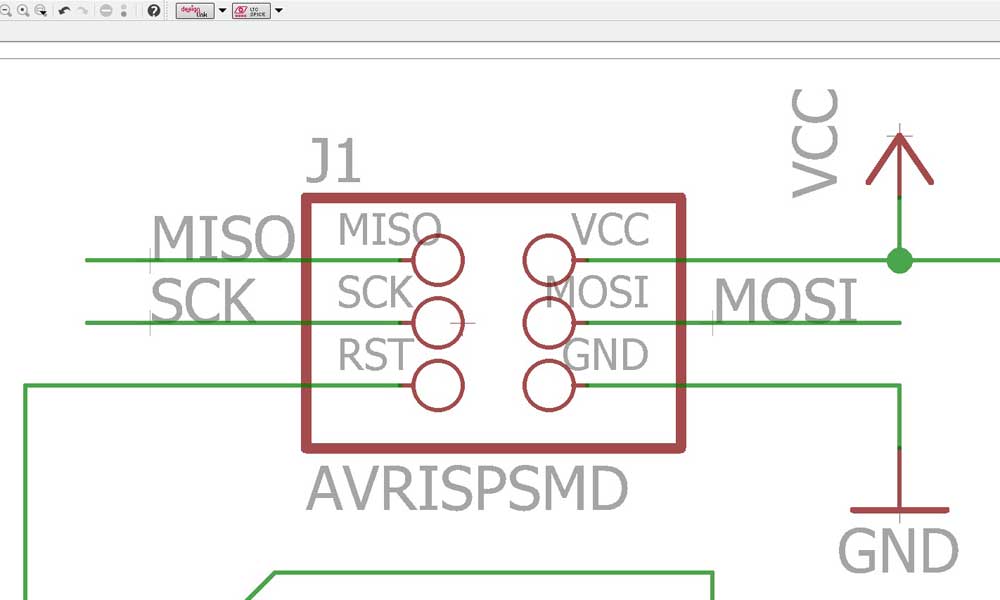 design link LTC SPICE
VCC
J1
MISO MISO VCC
SCK SCK MOSI MOSI
RST GND
AVRISPSMD
GND